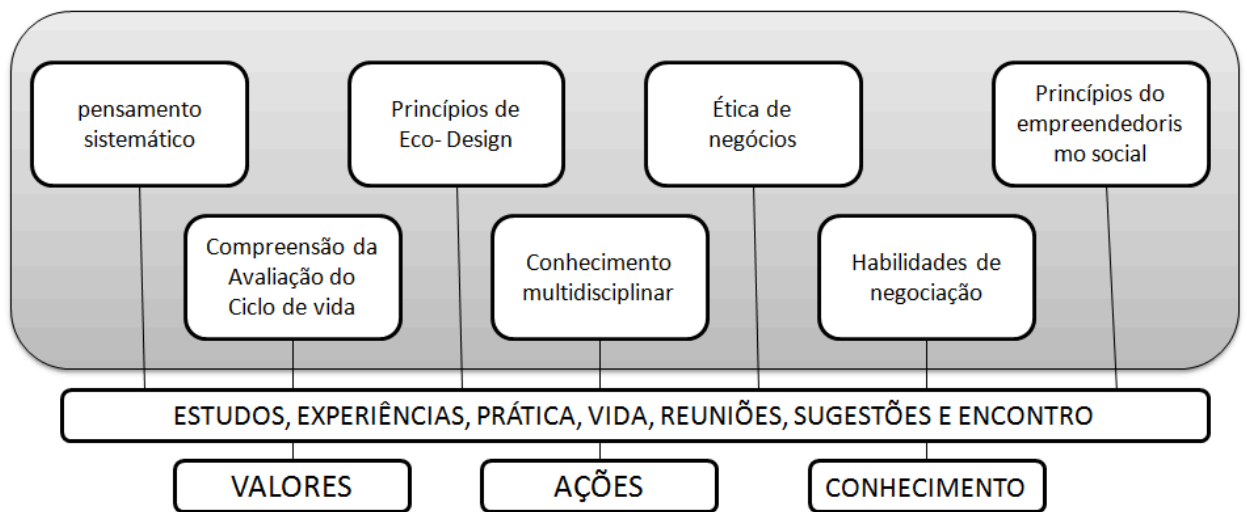 pensamento
sistemático
Princípios de
Eco- Design
Ética de
negócios
Princípios do
empreendedoris
mo social
Compreensão da
Avaliação do
Ciclo de vida
Conhecimento
multidisciplinar
Habilidades de
negociação
ESTUDOS, EXPERIÊNCIAS, PRÁTICA, VIDA, REUNIÕES, SUGESTÕES E ENCONTRO
VALORES
AÇÕES
CONHECIMENTO